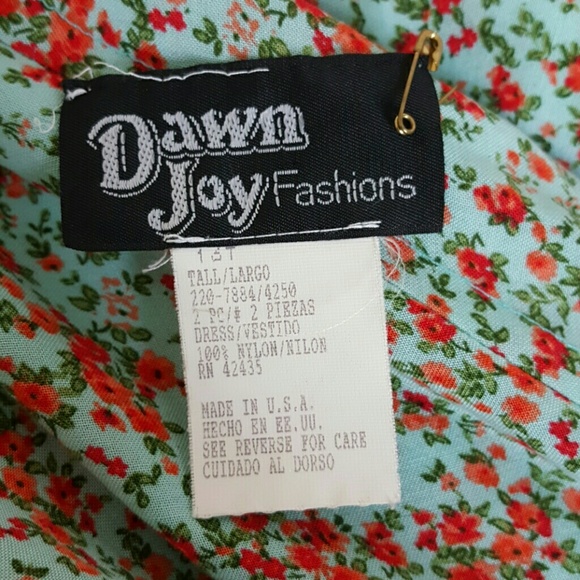 Dawn
Joy Fashions
13T
TALL/LARGO
220-7884/4250
2 PC/# 2 PIEZAS
DRESS/VESTIDO
100% NYLON/NILON
RN 42435
MADE IN U.S.A.
HECHO EN EE.UU.
SEE REVERSE FOR CARE
CUIDADO AL DORSO